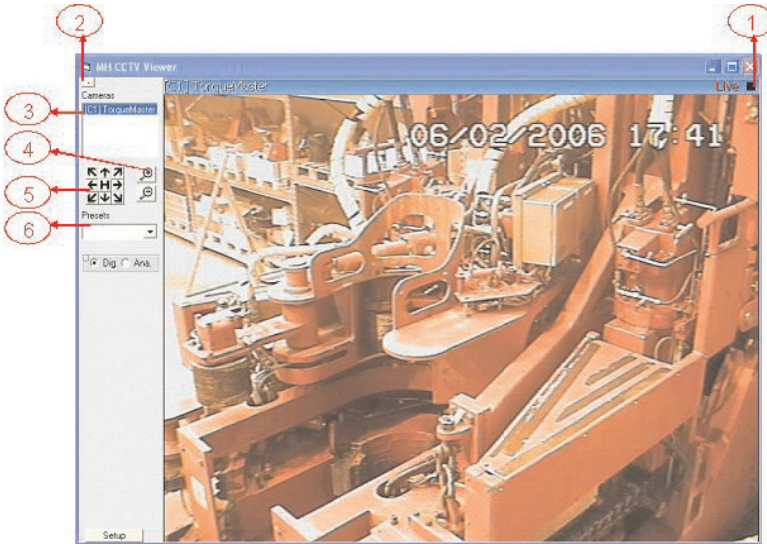 2
1
MH CCTV Viewer
-
Cameras
[C1] TorqueMaster
Live
3
[C1] TorqueMaster
06/02/2006 17:41
4
5
H
Presets
6
Dig. Ana.
Setup